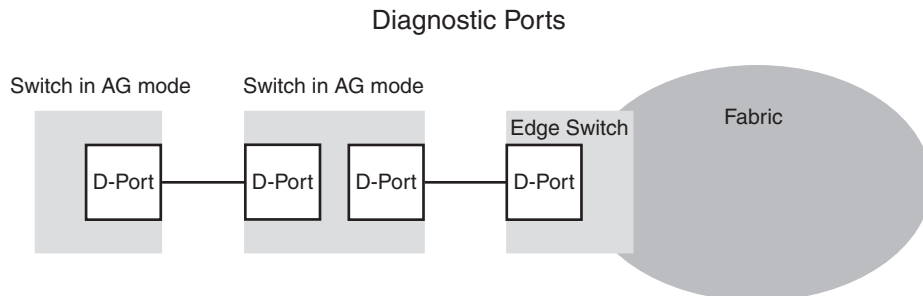 Diagnostic Ports
Switch in AG mode
Switch in AG mode
Edge Switch
Fabric
D-Port
D-Port
D-Port
D-Port